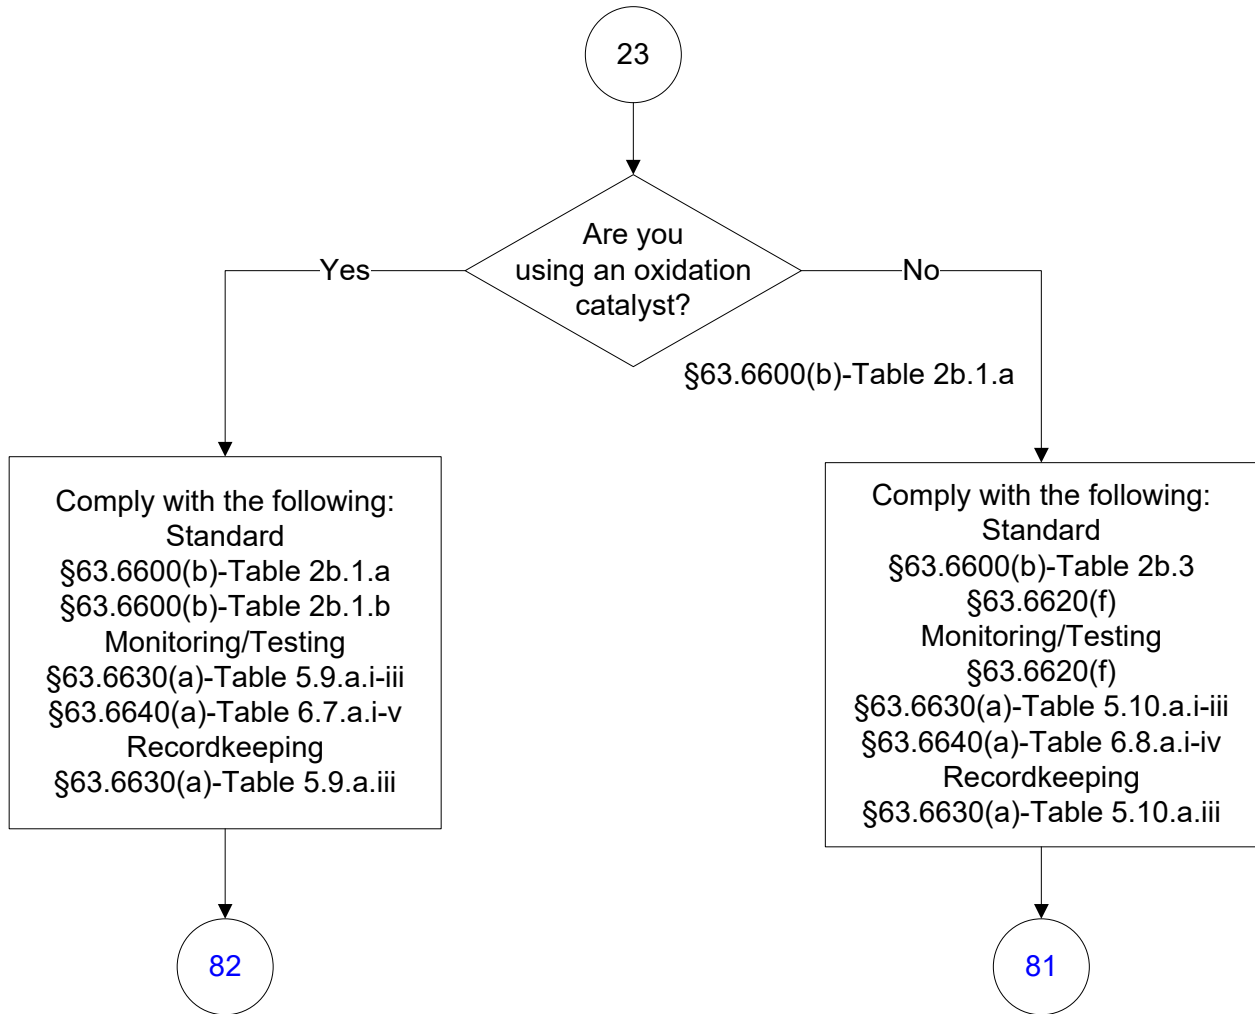 23
Are you
using an oxidation
catalyst?
Yes
No
§63.6600(b)-Table 2b.1.a
Comply with the following:
Standard
§63.6600(b)-Table 2b.1.a
§63.6600(b)-Table 2b.1.b
Monitoring/Testing
§63.6630(a)-Table 5.9.a.i-iii
§63.6640(a)-Table 6.7.a.i-v
Recordkeeping
§63.6630(a)-Table 5.9.a.iii
Comply with the following:
Standard
§63.6600(b)-Table 2b.3
§63.6620(f)
Monitoring/Testing
§63.6620(f)
§63.6630(a)-Table 5.10.a.i-iii
§63.6640(a)-Table 6.8.a.i-iv
Recordkeeping
§63.6630(a)-Table 5.10.a.iii
82
81